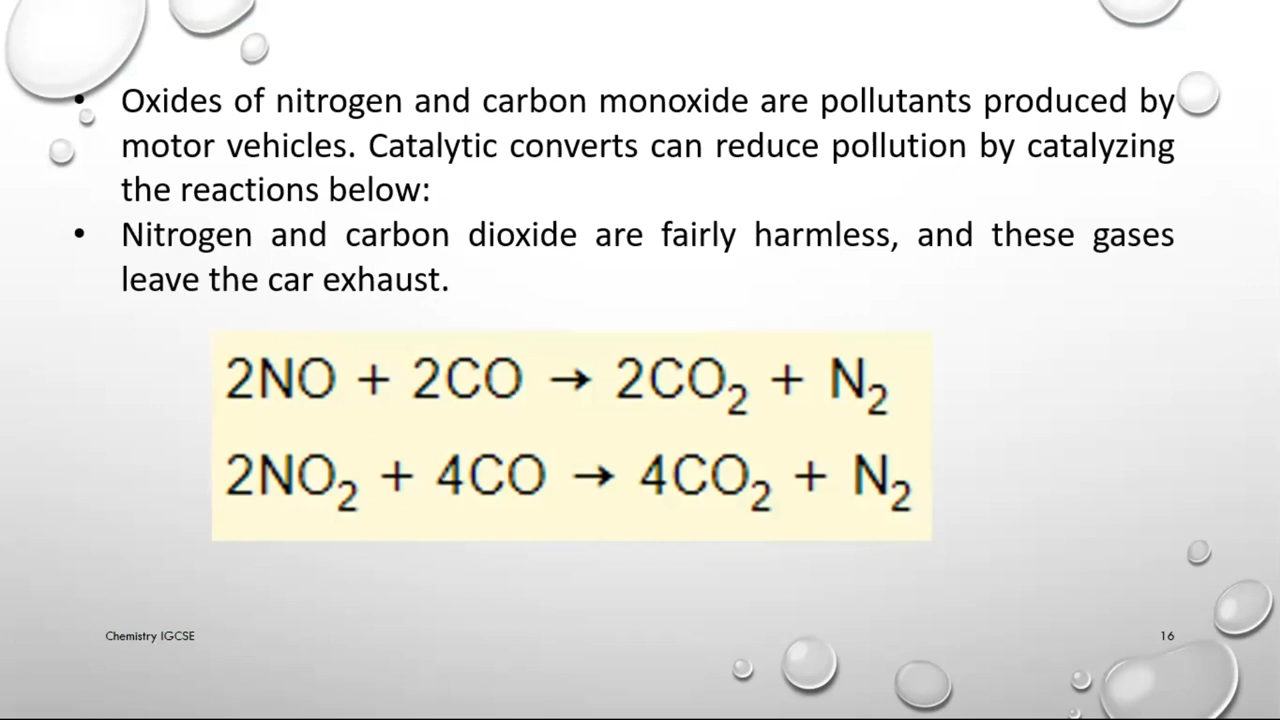 • Oxides of nitrogen and carbon monoxide are pollutants produced by
motor vehicles. Catalytic converts can reduce pollution by catalyzing
the reactions below:
• Nitrogen and carbon dioxide are fairly harmless, and these gases
leave the car exhaust.
2NO + 2CO → 2CO₂ + N₂
2NO₂ + 4CO → 4CO₂ + N₂
Chemistry IGCSE
16